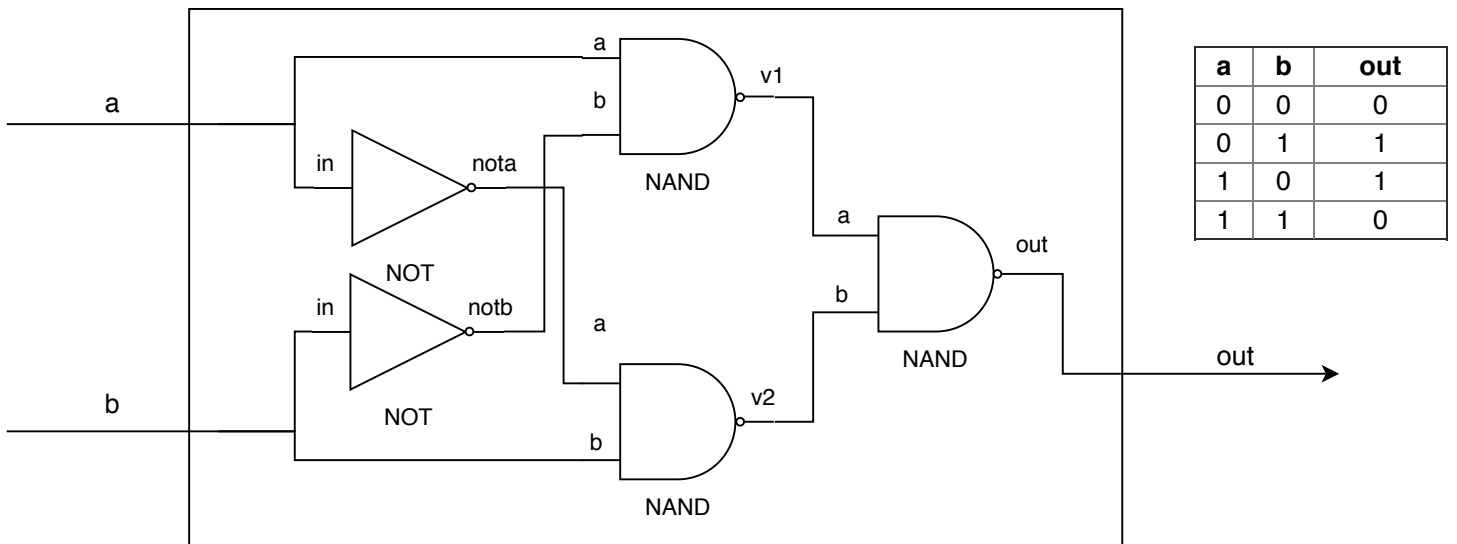 a
b
a
b
in
nota
NOT
in
notb
NOT
v1
NAND
a
b
v2
NAND
a
b
out
NAND
out
a b out
0 0 0
0 1 1
1 0 1
1 1 0